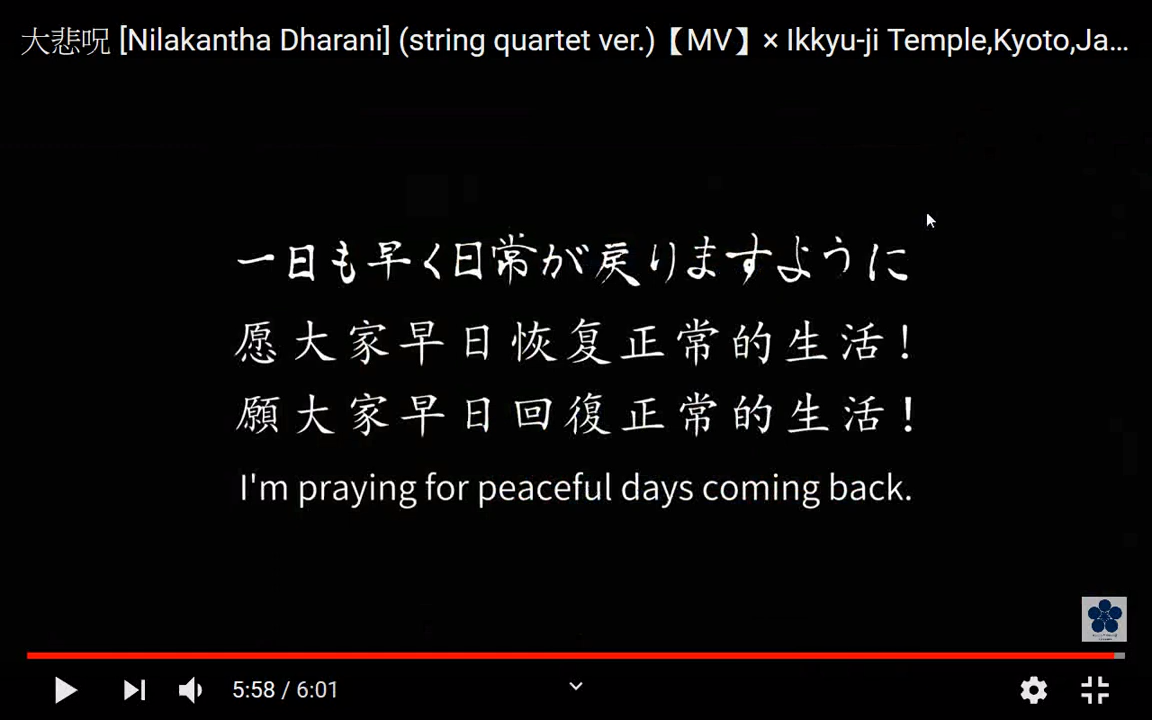 大悲呪 [Nilakantha Dharani] (string quartet ver.)【MV】× Ikkyu-ji Temple,Kyoto,Ja...
一日も早く日常が戻りますように
愿大家早日恢复正常的生活！
願大家早日回復正常的生活！
I'm praying for peaceful days coming back.
5:58 / 6:01